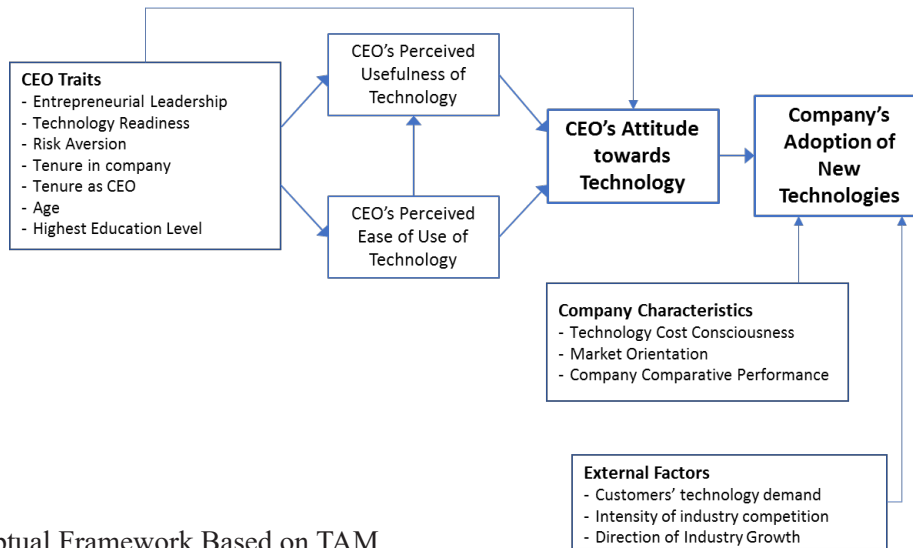 CEO Traits
- Entrepreneurial Leadership
- Technology Readiness
- Risk Aversion
- Tenure in company
- Tenure as CEO
- Age
- Highest Education Level
CEO's Perceived
Usefulness of
Technology
CEO's Perceived
Ease of Use of
Technology
CEO's Attitude
towards
Technology
Company's
Adoption of
New
Technologies
Company Characteristics
- Technology Cost Consciousness
- Market Orientation
- Company Comparative Performance
External Factors
- Customers' technology demand
- Intensity of industry competition
- Direction of Industry Growth
Framework Based on TAM